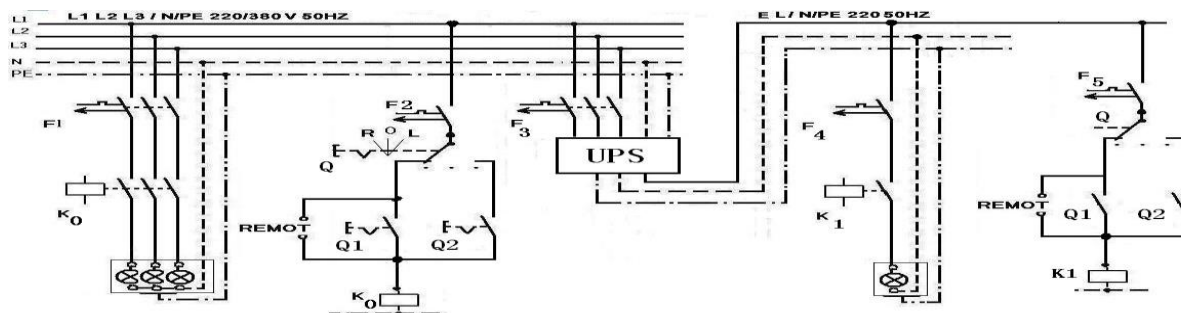 L1 L1 L2 L3 / N/PE 220/380 V 50HZ
E L/ N/PE 220 50HZ
L2
L3
N
PE
F1
F2
R O L
Q
F3
UPS
F4
F5
Q
K0
REMOT
Q1
Q2
K0
K1
REMOT
Q1
Q2
K1